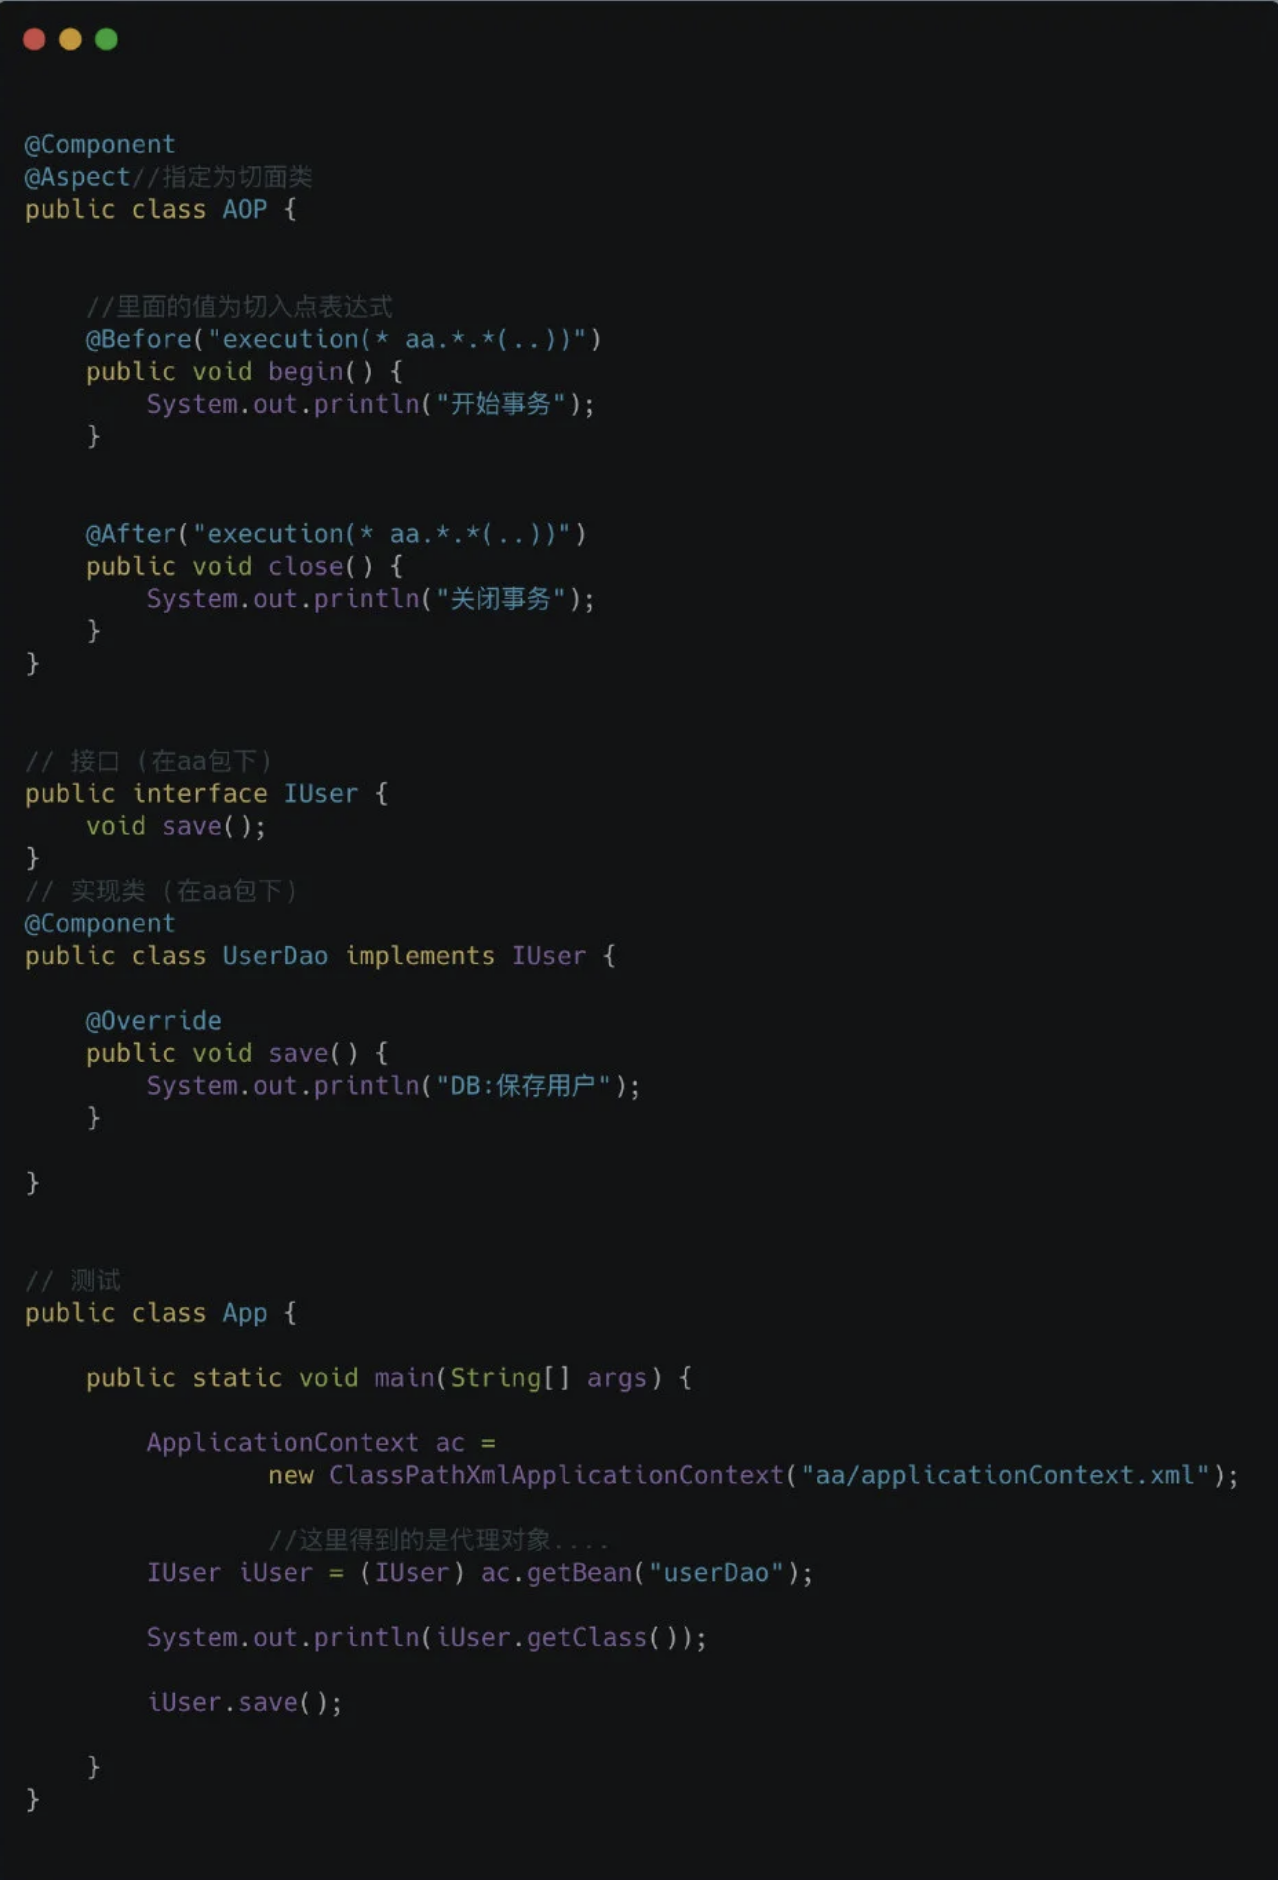 @Component
@Aspect//指定为切面类
public class AOP {
    //里面的值为切入点表达式
    @Before("execution(* aa.*.*(..))")
    public void begin() {
        System.out.println("开始事务");
    }
    @After("execution(* aa.*.*(..))")
    public void close() {
        System.out.println("关闭事务");
    }
}
// 接口 (在aa包下)
public interface IUser {
    void save();
}
// 实现类 (在aa包下)
@Component
public class UserDao implements IUser {
    @Override
    public void save() {
        System.out.println("DB:保存用户");
    }
}
// 测试
public class App {
    public static void main(String[] args) {
        ApplicationContext ac =
                new ClassPathXmlApplicationContext("aa/applicationContext.xml");
                //这里得到的是代理对象....
        IUser iUser = (IUser) ac.getBean("userDao");
        System.out.println(iUser.getClass());
        iUser.save();
    }
}